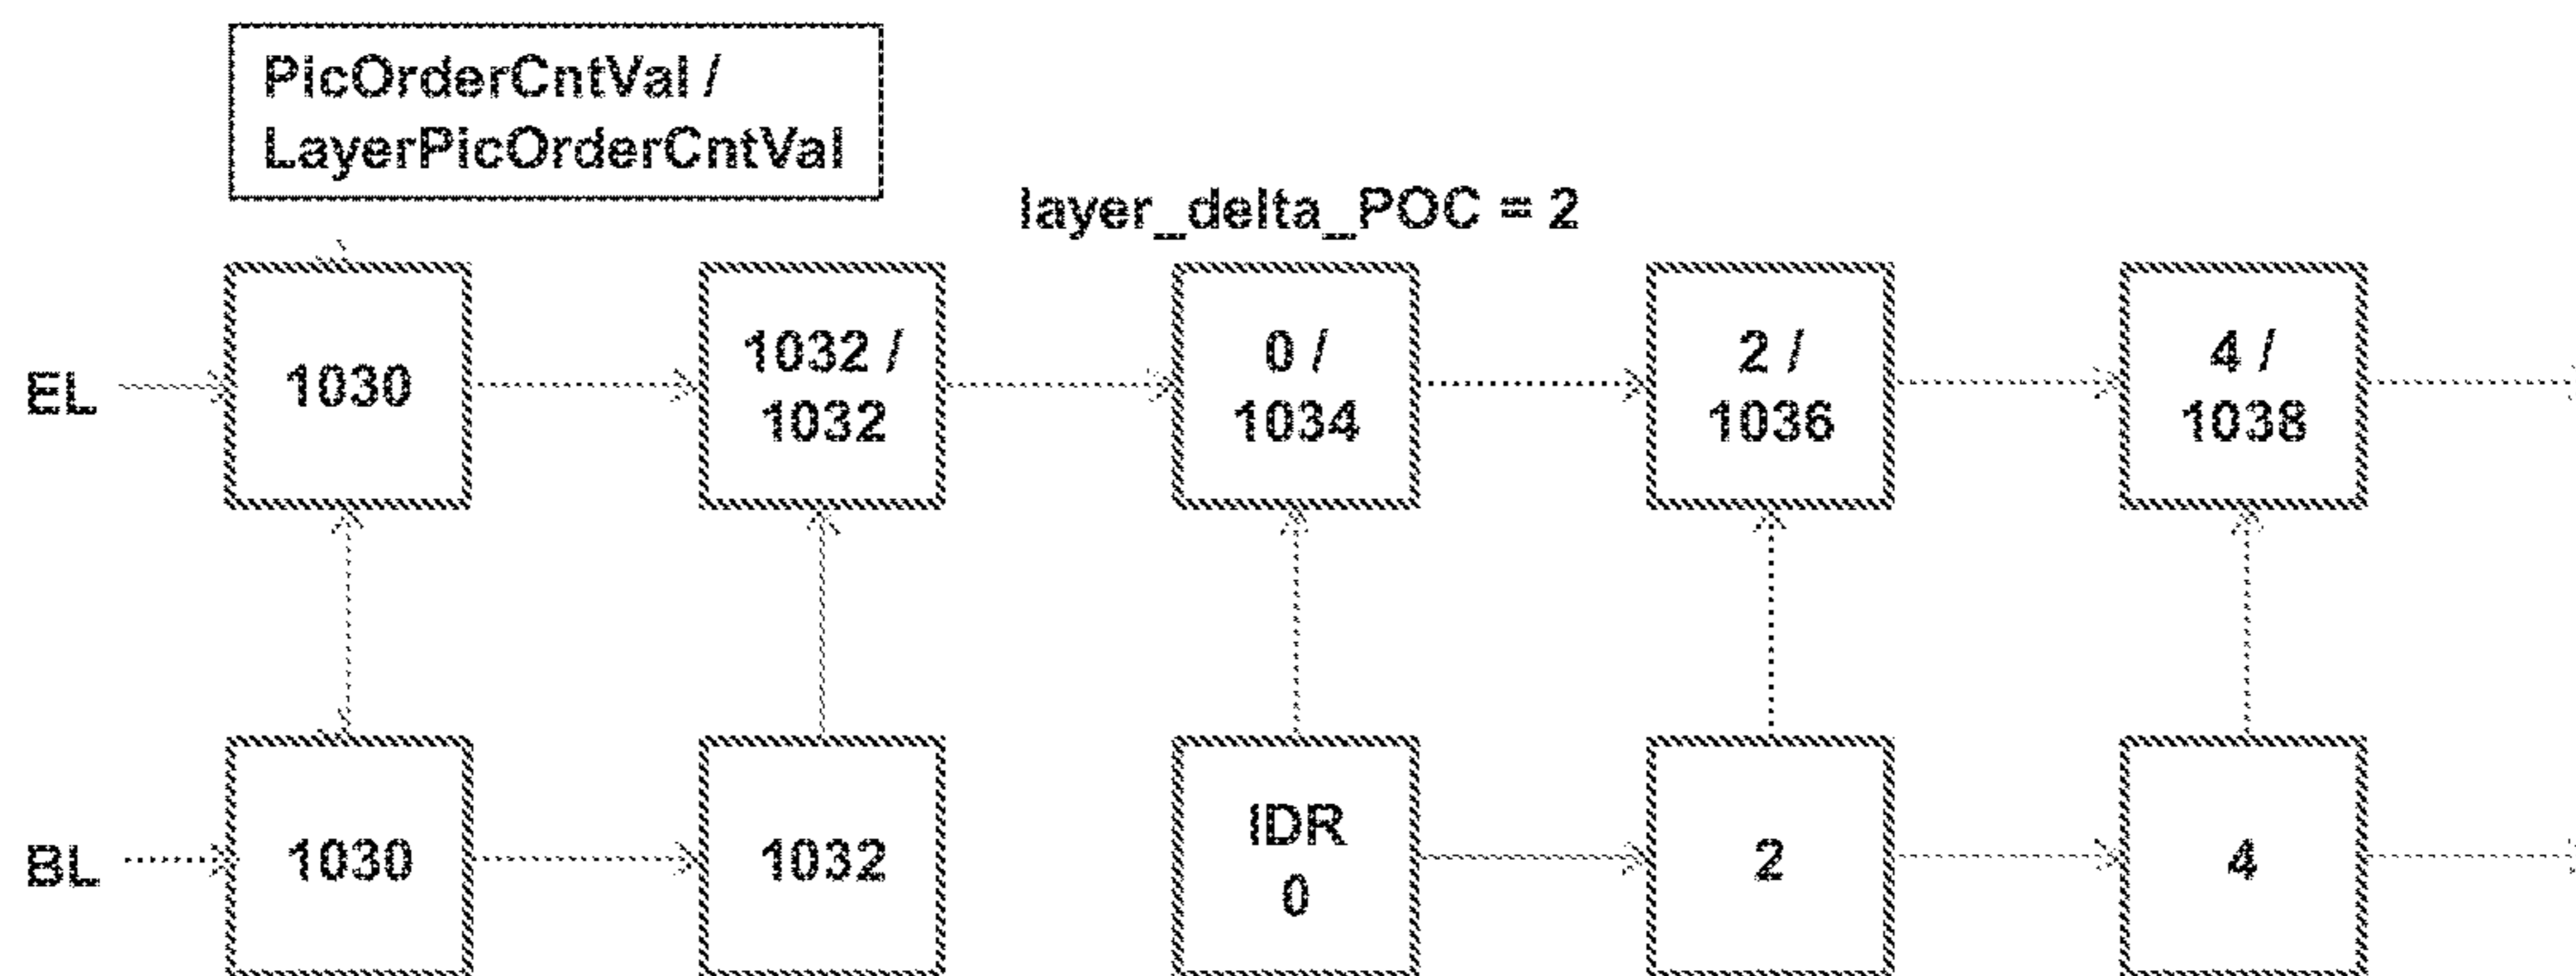 PicOrderCntVal /
LayerPicOrderCntVal
layer_delta_POC = 2
EL
1030
1032 /
1032
0 /
1034
2 /
1036
4 /
1038
BL
1030
1032
IDR
0
2
4